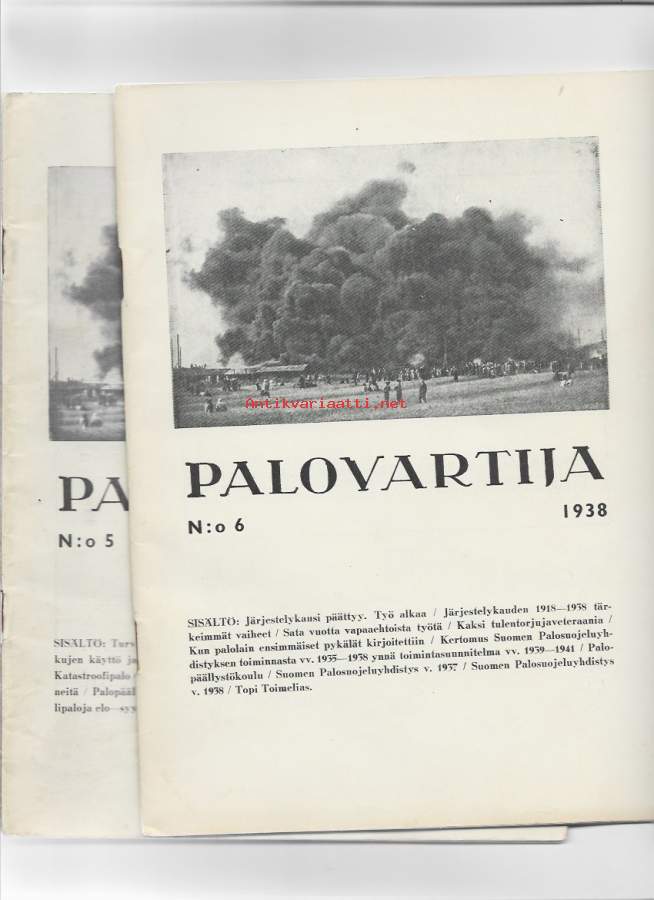 Antikvariaatti.net
PALOVARTIJA
N:o 6
1938
SISÄLTÖ: Järjestelykausi päättyy. Työ alkaa / Järjestelykauden 1918—1938 tär-
keimmät vaiheet / Sata vuotta vapaaehtoista työtä / Kaksi tulentorjujaveteraania /
Kun palolain ensimmäiset pykälät kirjoitettiin / Kertomus Suomen Palosuojeluyh-
distyksen toiminnasta vv. 1935—1938 ynnä toimintasuunnitelma vv. 1939—1941 / Palo-
päällystökoulu / Suomen Palosuojeluyhdistys v. 1937 / Suomen Palosuojeluyhdistys
v. 1938 / Topi Toimelias.
PA
N:o 5
SISÄLTÖ: Turv
kujen käyttö ja
Katastroofipalo /
neitä / Palopääl
lipaloja elo—syy